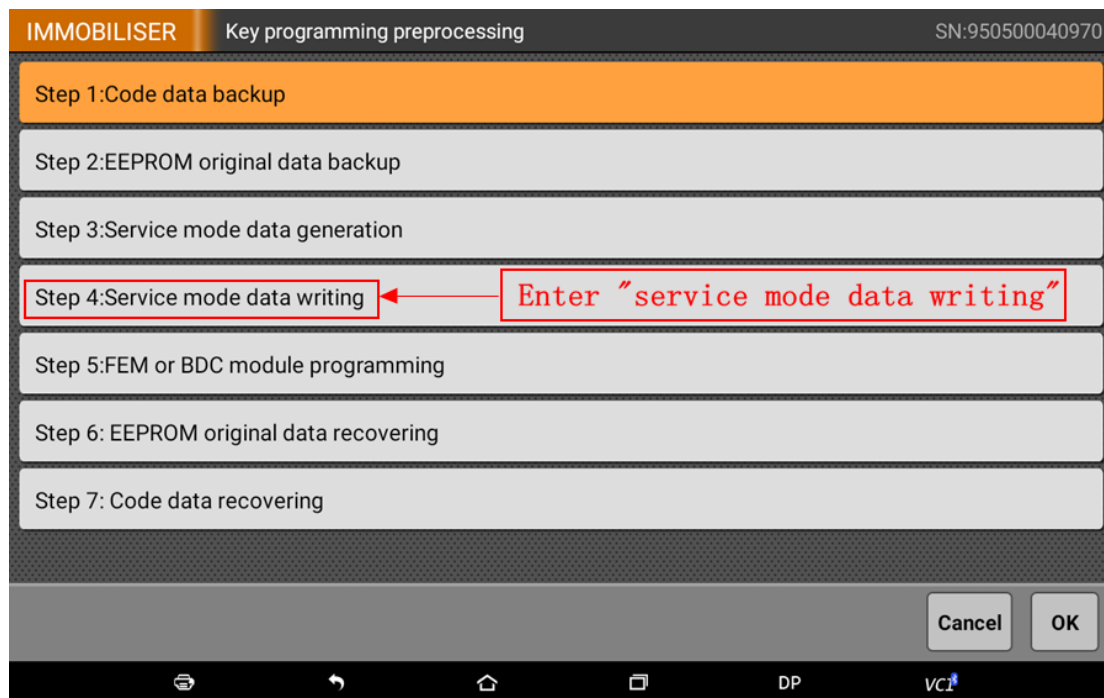 IMMOBILISER Key programming preprocessing SN:950500040970
Step 1:Code data backup
Step 2:EEPROM original data backup
Step 3:Service mode data generation
Step 4:Service mode data writing Enter "service mode data writing"
Step 5:FEM or BDC module programming
Step 6: EEPROM original data recovering
Step 7: Code data recovering
Cancel OK
DP VCI